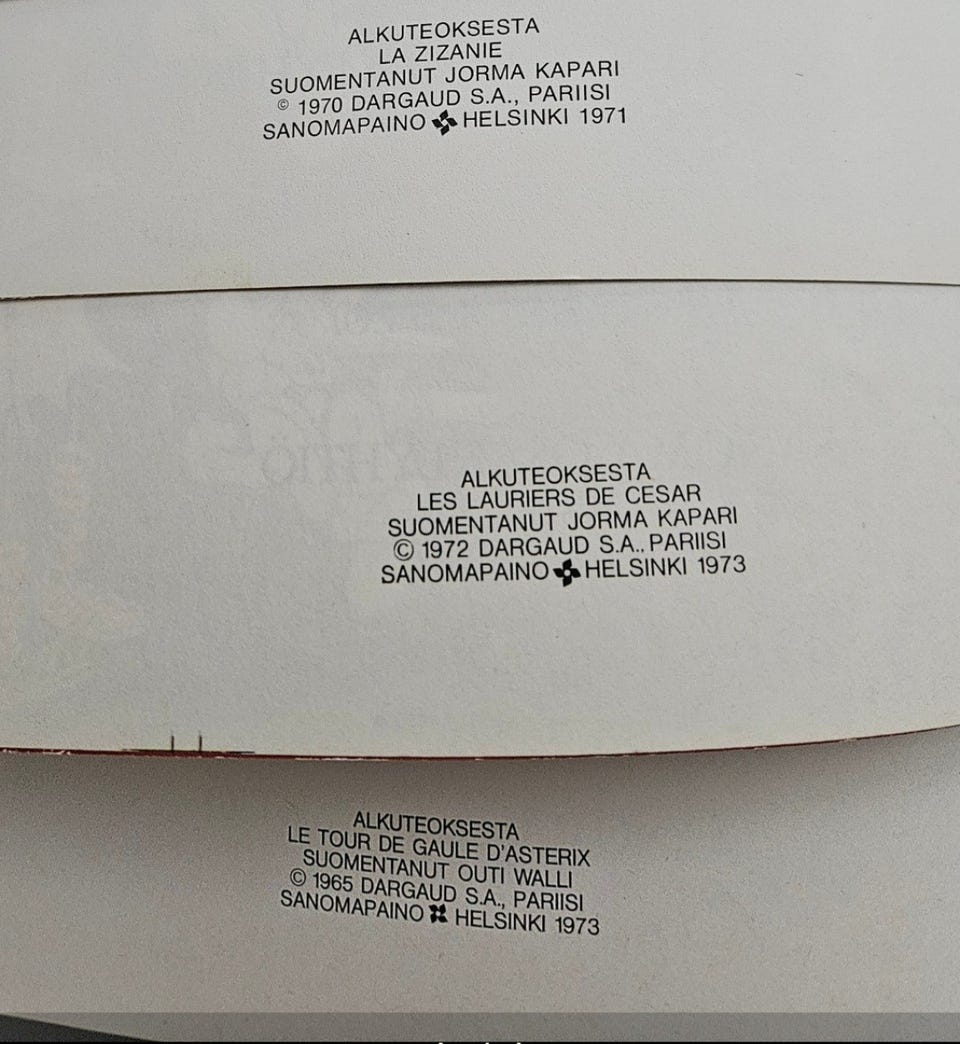 ALKUTEOKSESTA
LA ZIZANIE
SUOMENTANUT JORMA KAPARI
© 1970 DARGAUD S.A., PARIISI
SANOMAPAINO HELSINKI 1971
ALKUTEOKSESTA
LES LAURIERS DE CESAR
SUOMENTANUT JORMA KAPARI
© 1972 DARGAUD S.A., PARIISI
SANOMAPAINO HELSINKI 1973
ALKUTEOKSESTA
LE TOUR DE GAULE D'ASTERIX
SUOMENTANUT OUTI WALLI
© 1965 DARGAUD S.A., PARIISI
SANOMAPAINO HELSINKI 1973